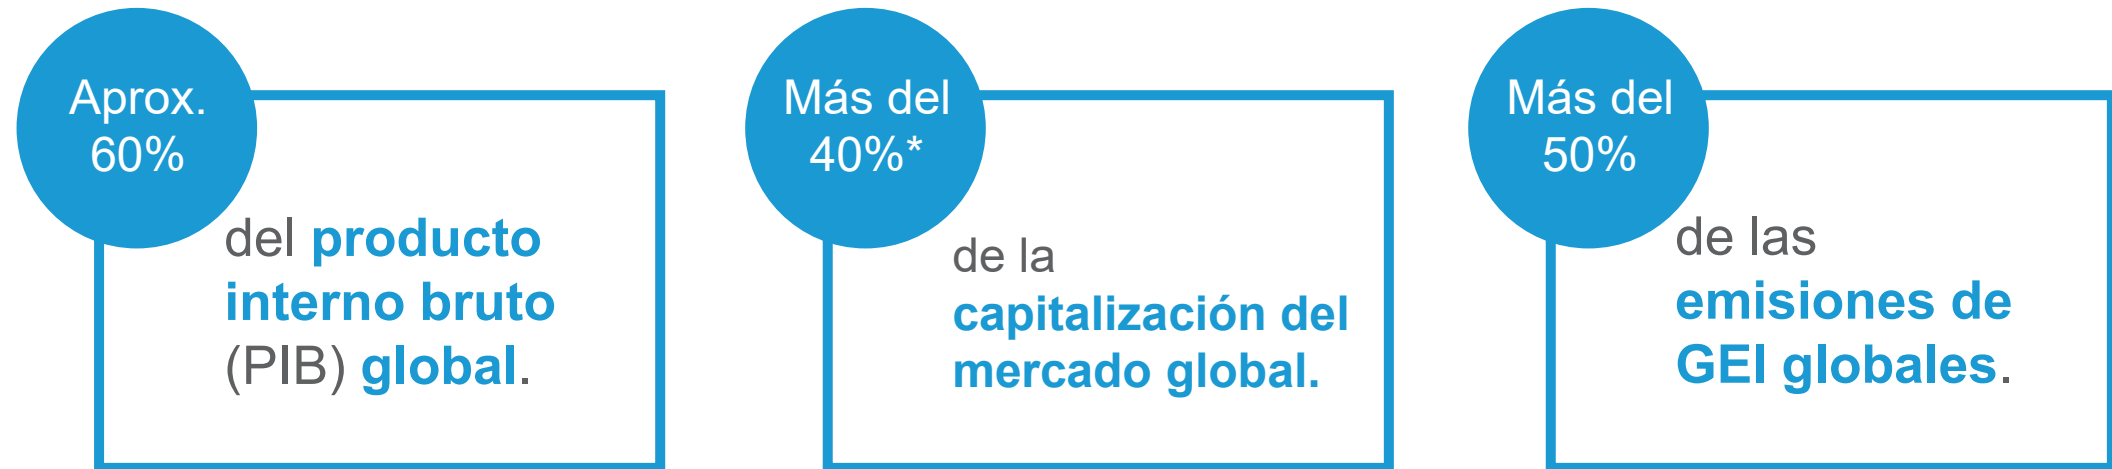 Aprox.
60%
del producto
interno bruto
(PIB) global.
Más del
40%*
de la
capitalización del
mercado global.
Más del
50%
de las
emisiones de
GEI globales.